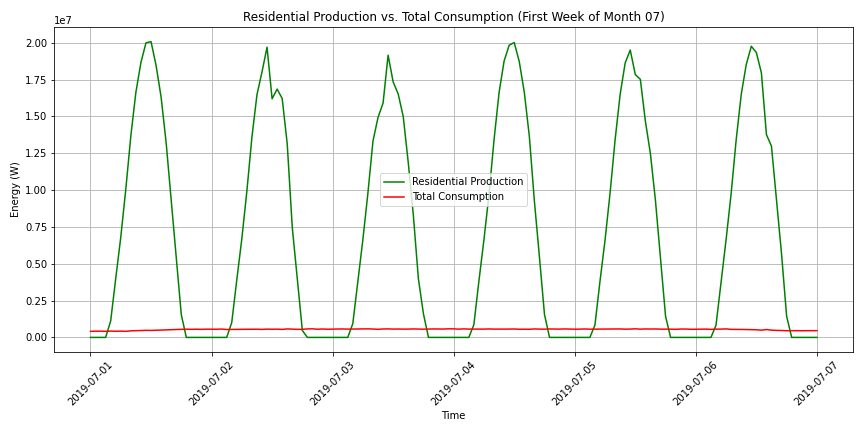 Residential Production vs. Total Consumption (First Week of Month 07)
1e7
2.00
1.75
1.50
1.25
1.00
0.75
0.50
0.25
0.00
Energy (W)
Residential Production
Total Consumption
2019-07-01
2019-07-02
2019-07-03
2019-07-04
2019-07-05
2019-07-06
2019-07-07
Time